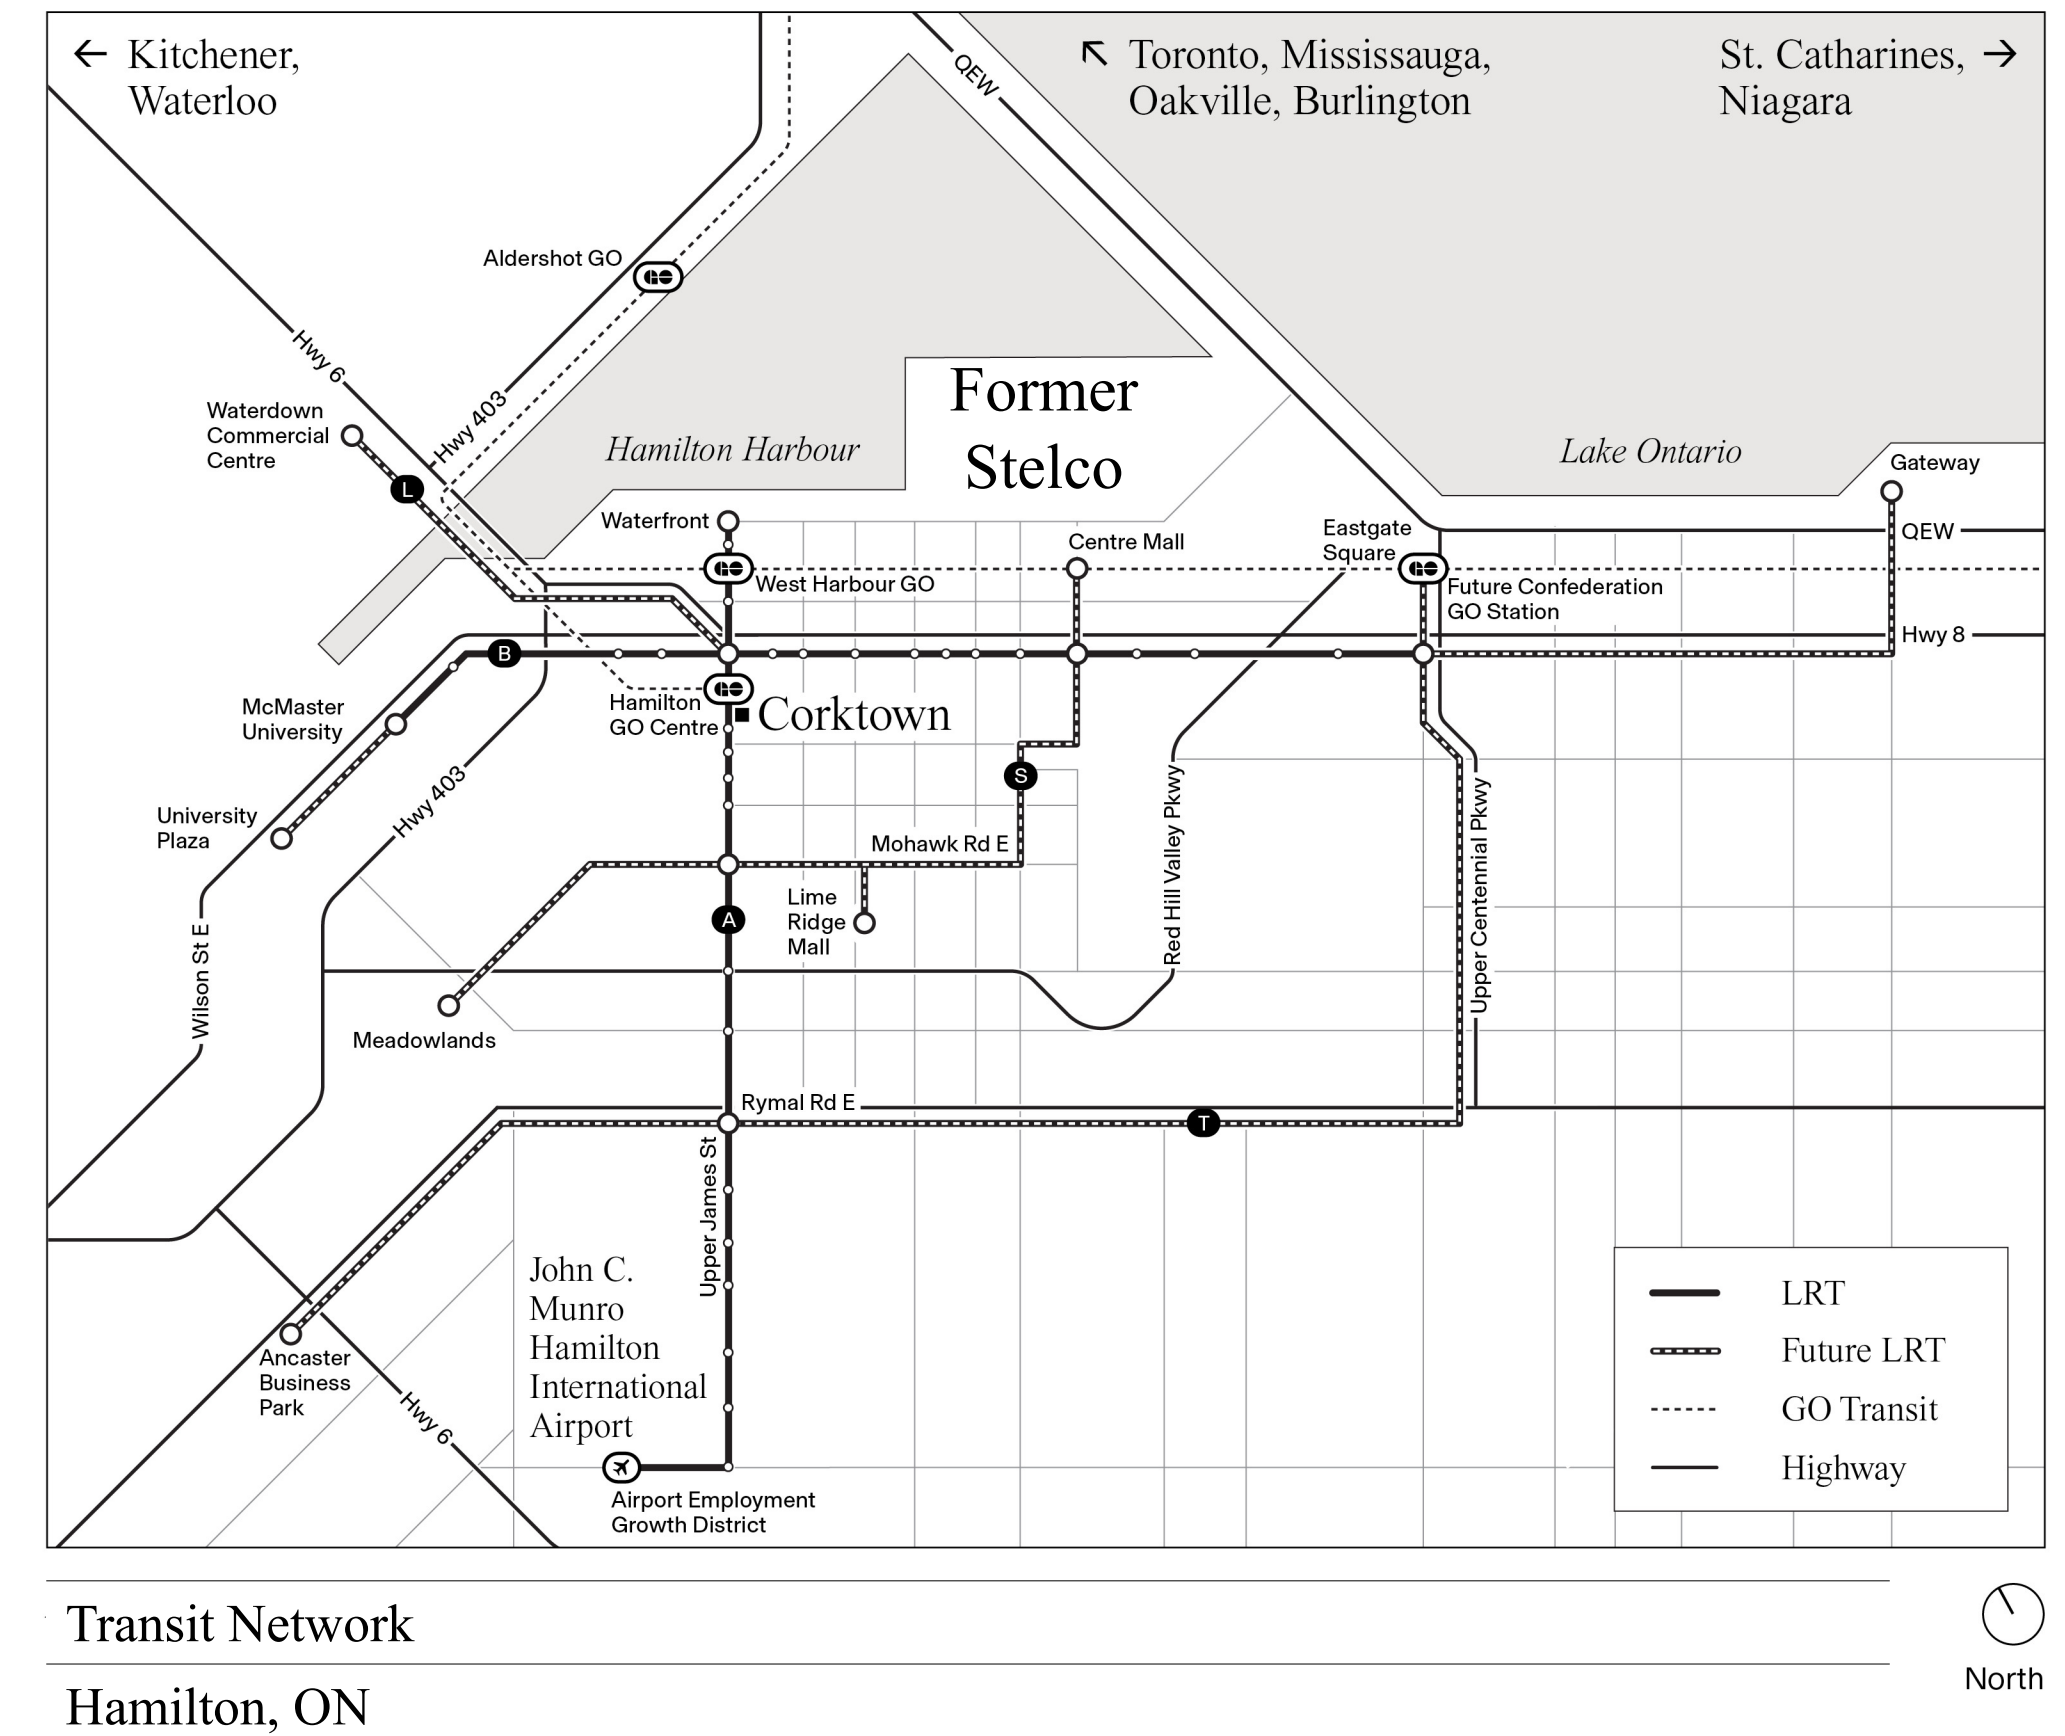 ← Kitchener,
Waterloo
QEW
↖ Toronto, Mississauga,
Oakville, Burlington
St. Catharines, →
Niagara
Aldershot GO
GO
Hwy 6
Hwy 403
Waterdown
Commercial
Centre
L
Hamilton Harbour
Former
Stelco
Lake Ontario
Gateway
QEW
Waterfront
Centre Mall
Eastgate
Square
GO
West Harbour GO
GO
Future Confederation
GO Station
Hwy 8
B
McMaster
University
Hamilton
GO Centre
GO
Corktown
University
Plaza
Hwy 403
S
Mohawk Rd E
Lime
Ridge
Mall
A
Red Hill Valley Pkwy
Upper Centennial Pkwy
Wilson St E
Meadowlands
Rymal Rd E
T
Upper James St
John C.
Munro
Hamilton
International
Airport
Ancaster
Business
Park
Hwy 6
Airport Employment
Growth District
LRT
Future LRT
GO Transit
Highway
Transit Network
Hamilton, ON
North